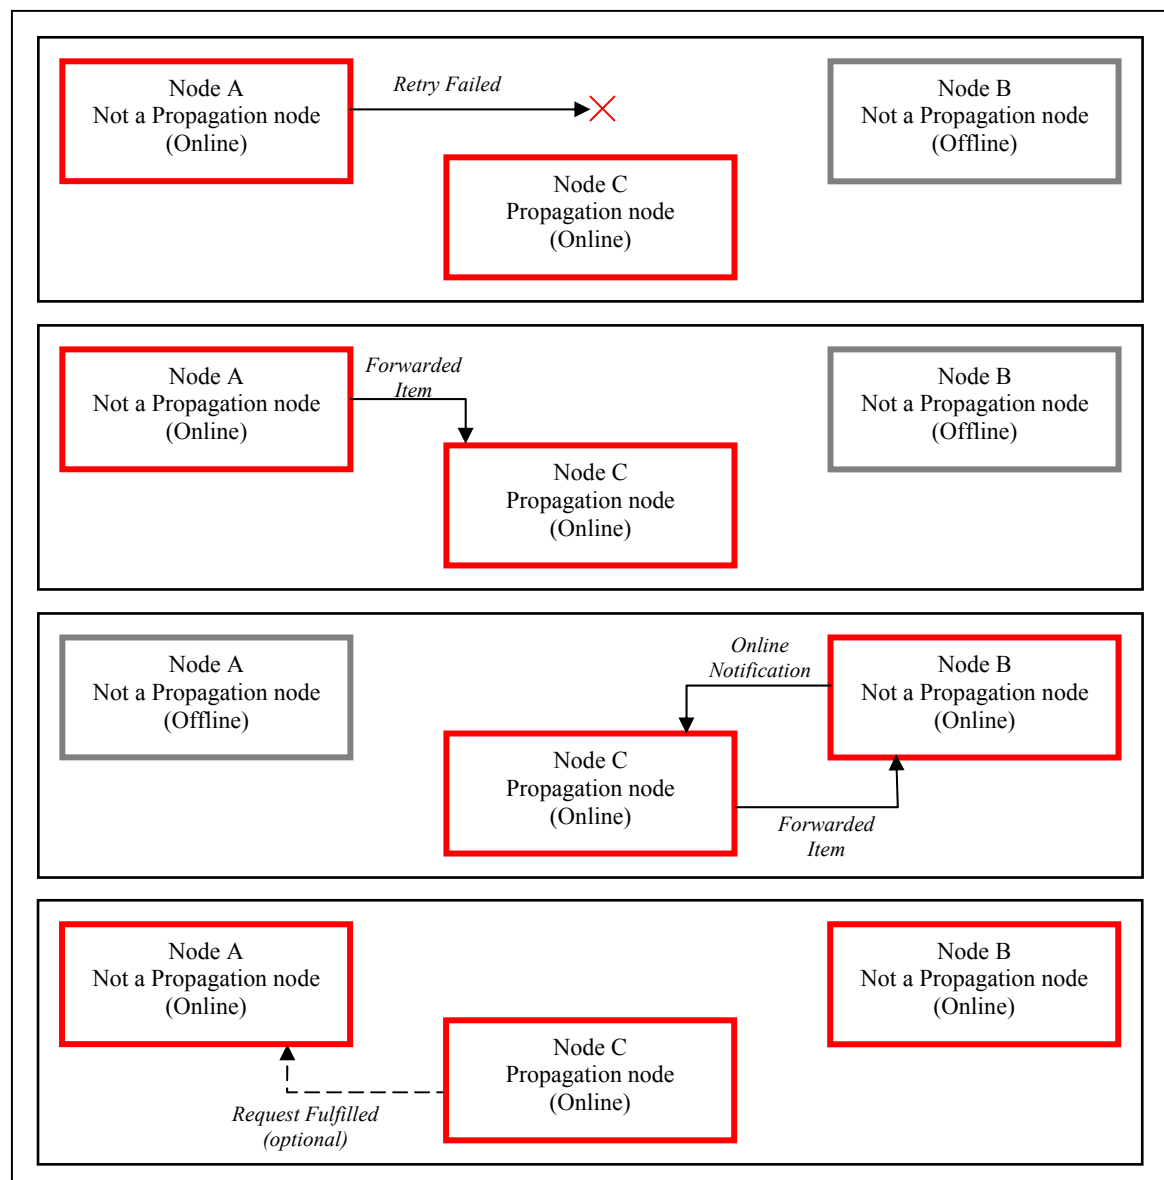 Node A
Not a Propagation node
(Online)
Retry Failed
Node B
Not a Propagation node
(Offline)
Node C
Propagation node
(Online)
Node A
Not a Propagation node
(Online)
Forwarded
Item
Node B
Not a Propagation node
(Offline)
Node C
Propagation node
(Online)
Node A
Not a Propagation node
(Offline)
Online
Notification
Node B
Not a Propagation node
(Online)
Node C
Propagation node
(Online)
Forwarded
Item
Node A
Not a Propagation node
(Online)
Node B
Not a Propagation node
(Online)
Node C
Propagation node
(Online)
Request Fulfilled
(optional)